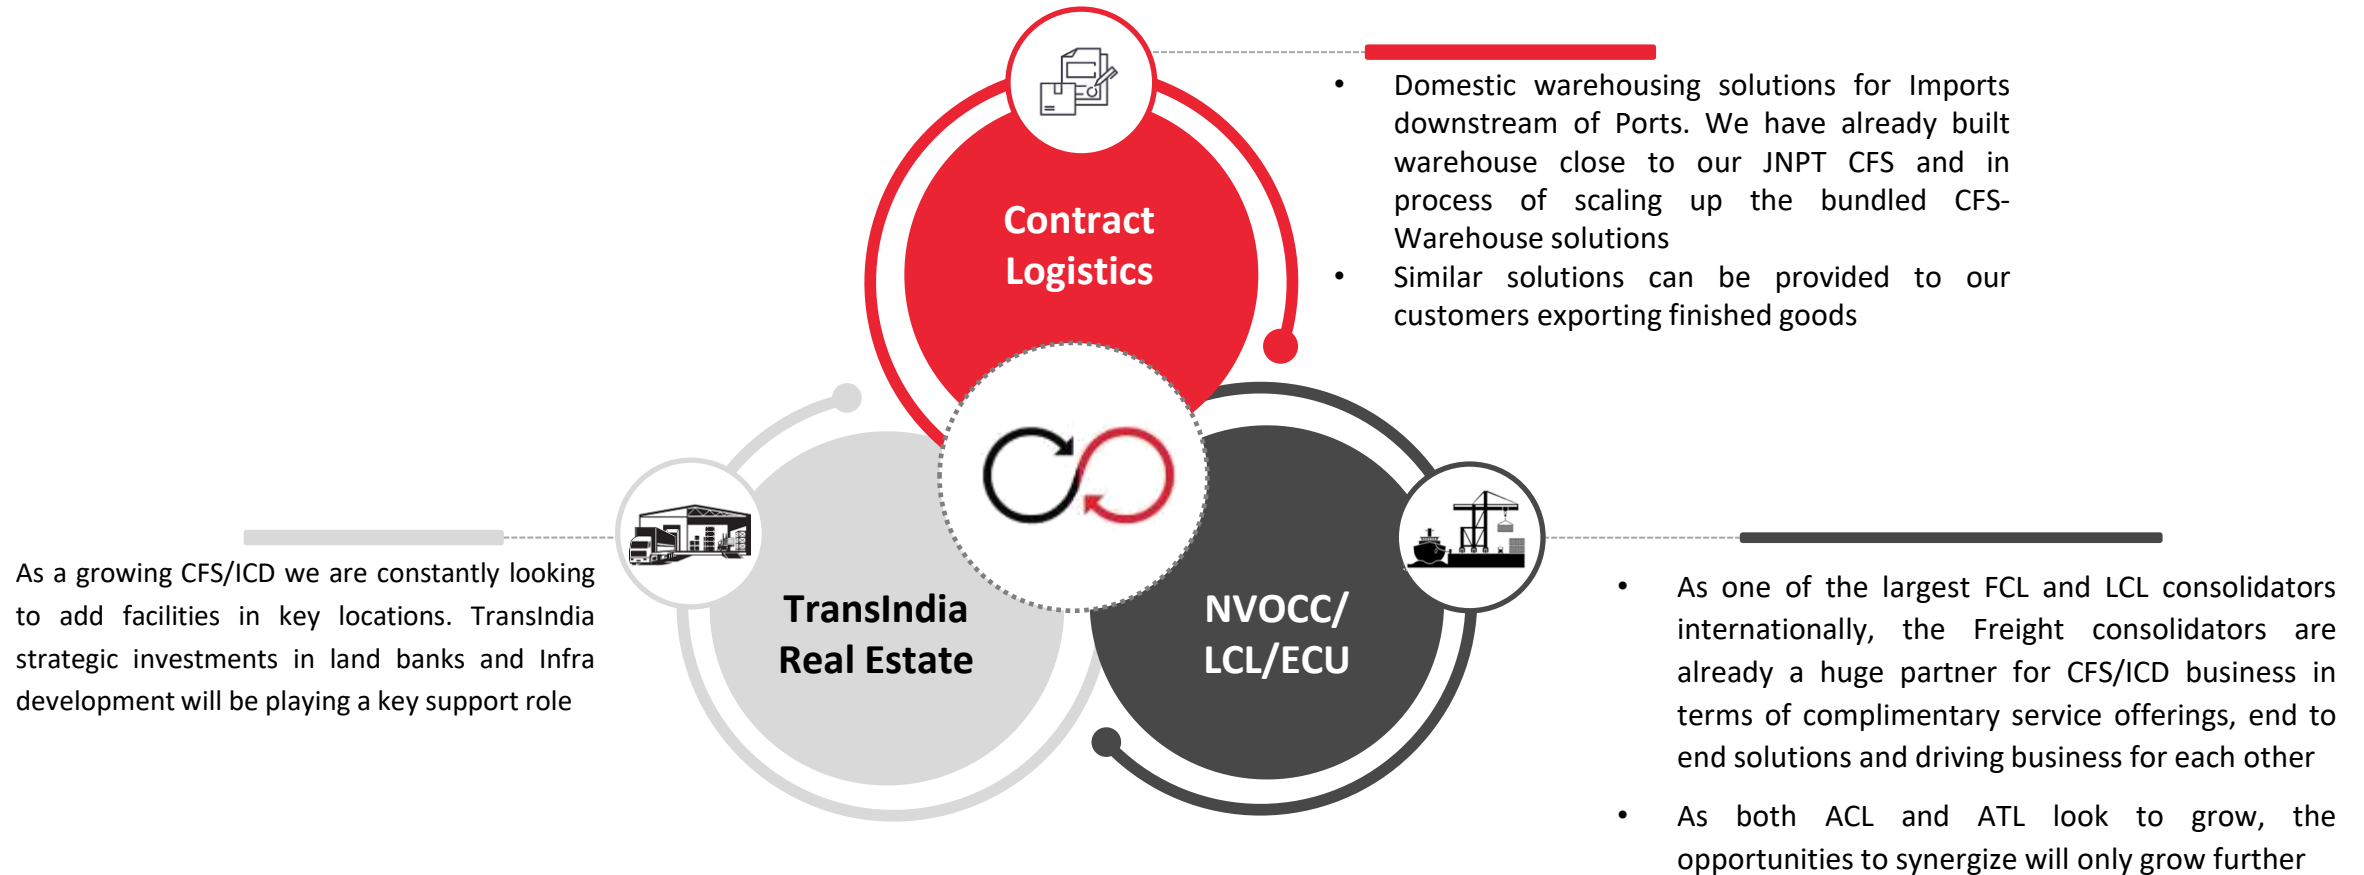 Contract
Logistics
• Domestic warehousing solutions for Imports
downstream of Ports. We have already built
warehouse close to our JNPT CFS and in
process of scaling up the bundled CFS-
Warehouse solutions
• Similar solutions can be provided to our
customers exporting finished goods
As a growing CFS/ICD we are constantly looking
to add facilities in key locations. TransIndia
strategic investments in land banks and Infra
development will be playing a key support role
TransIndia
Real Estate
NVOCC/
LCL/ECU
• As one of the largest FCL and LCL consolidators
internationally, the Freight consolidators are
already a huge partner for CFS/ICD business in
terms of complimentary service offerings, end to
end solutions and driving business for each other
• As both ACL and ATL look to grow, the
opportunities to synergize will only grow further